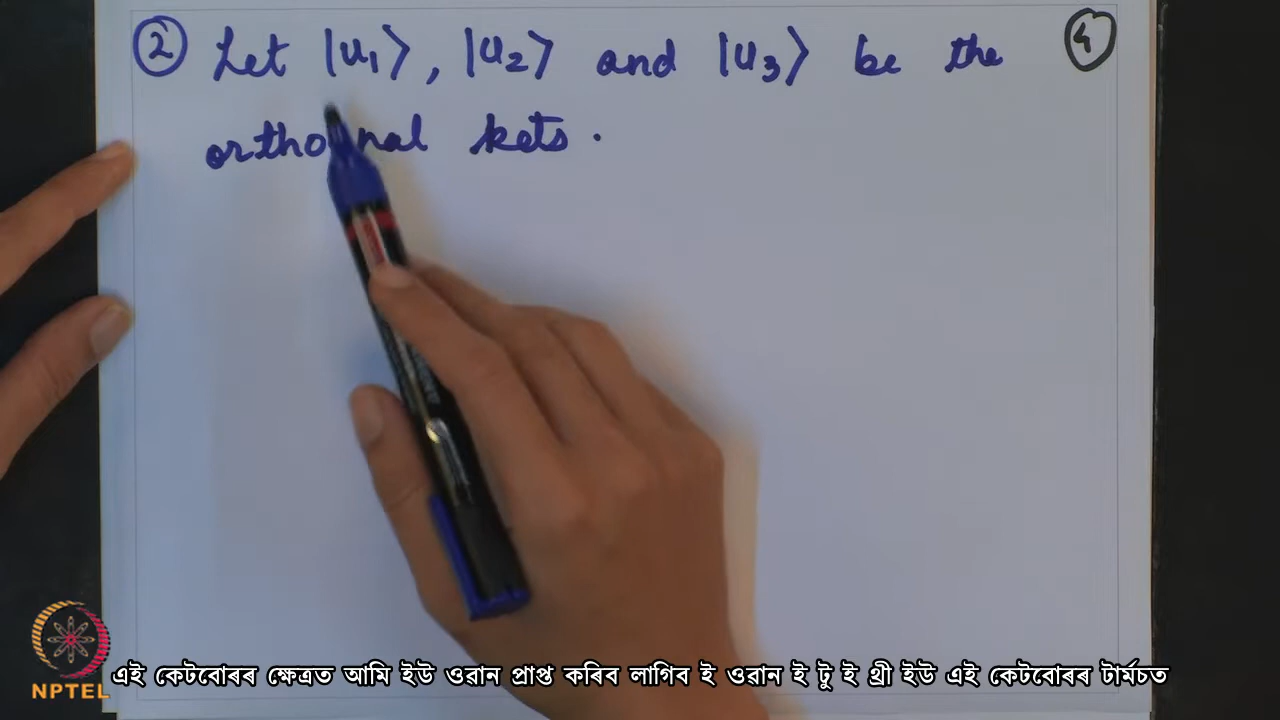 ② Let |u₁⟩, |u₂⟩ and |u₃⟩ be the
④
kets.
NPTEL
এই কেটবোৰৰ ক্ষেত্ৰত আমি ইউ ওৱান প্ৰাপ্ত কৰিব লাগিব ই ওৱান ই টু ই থ্ৰী ইউ এই কেটবোৰৰ টাৰ্মচত